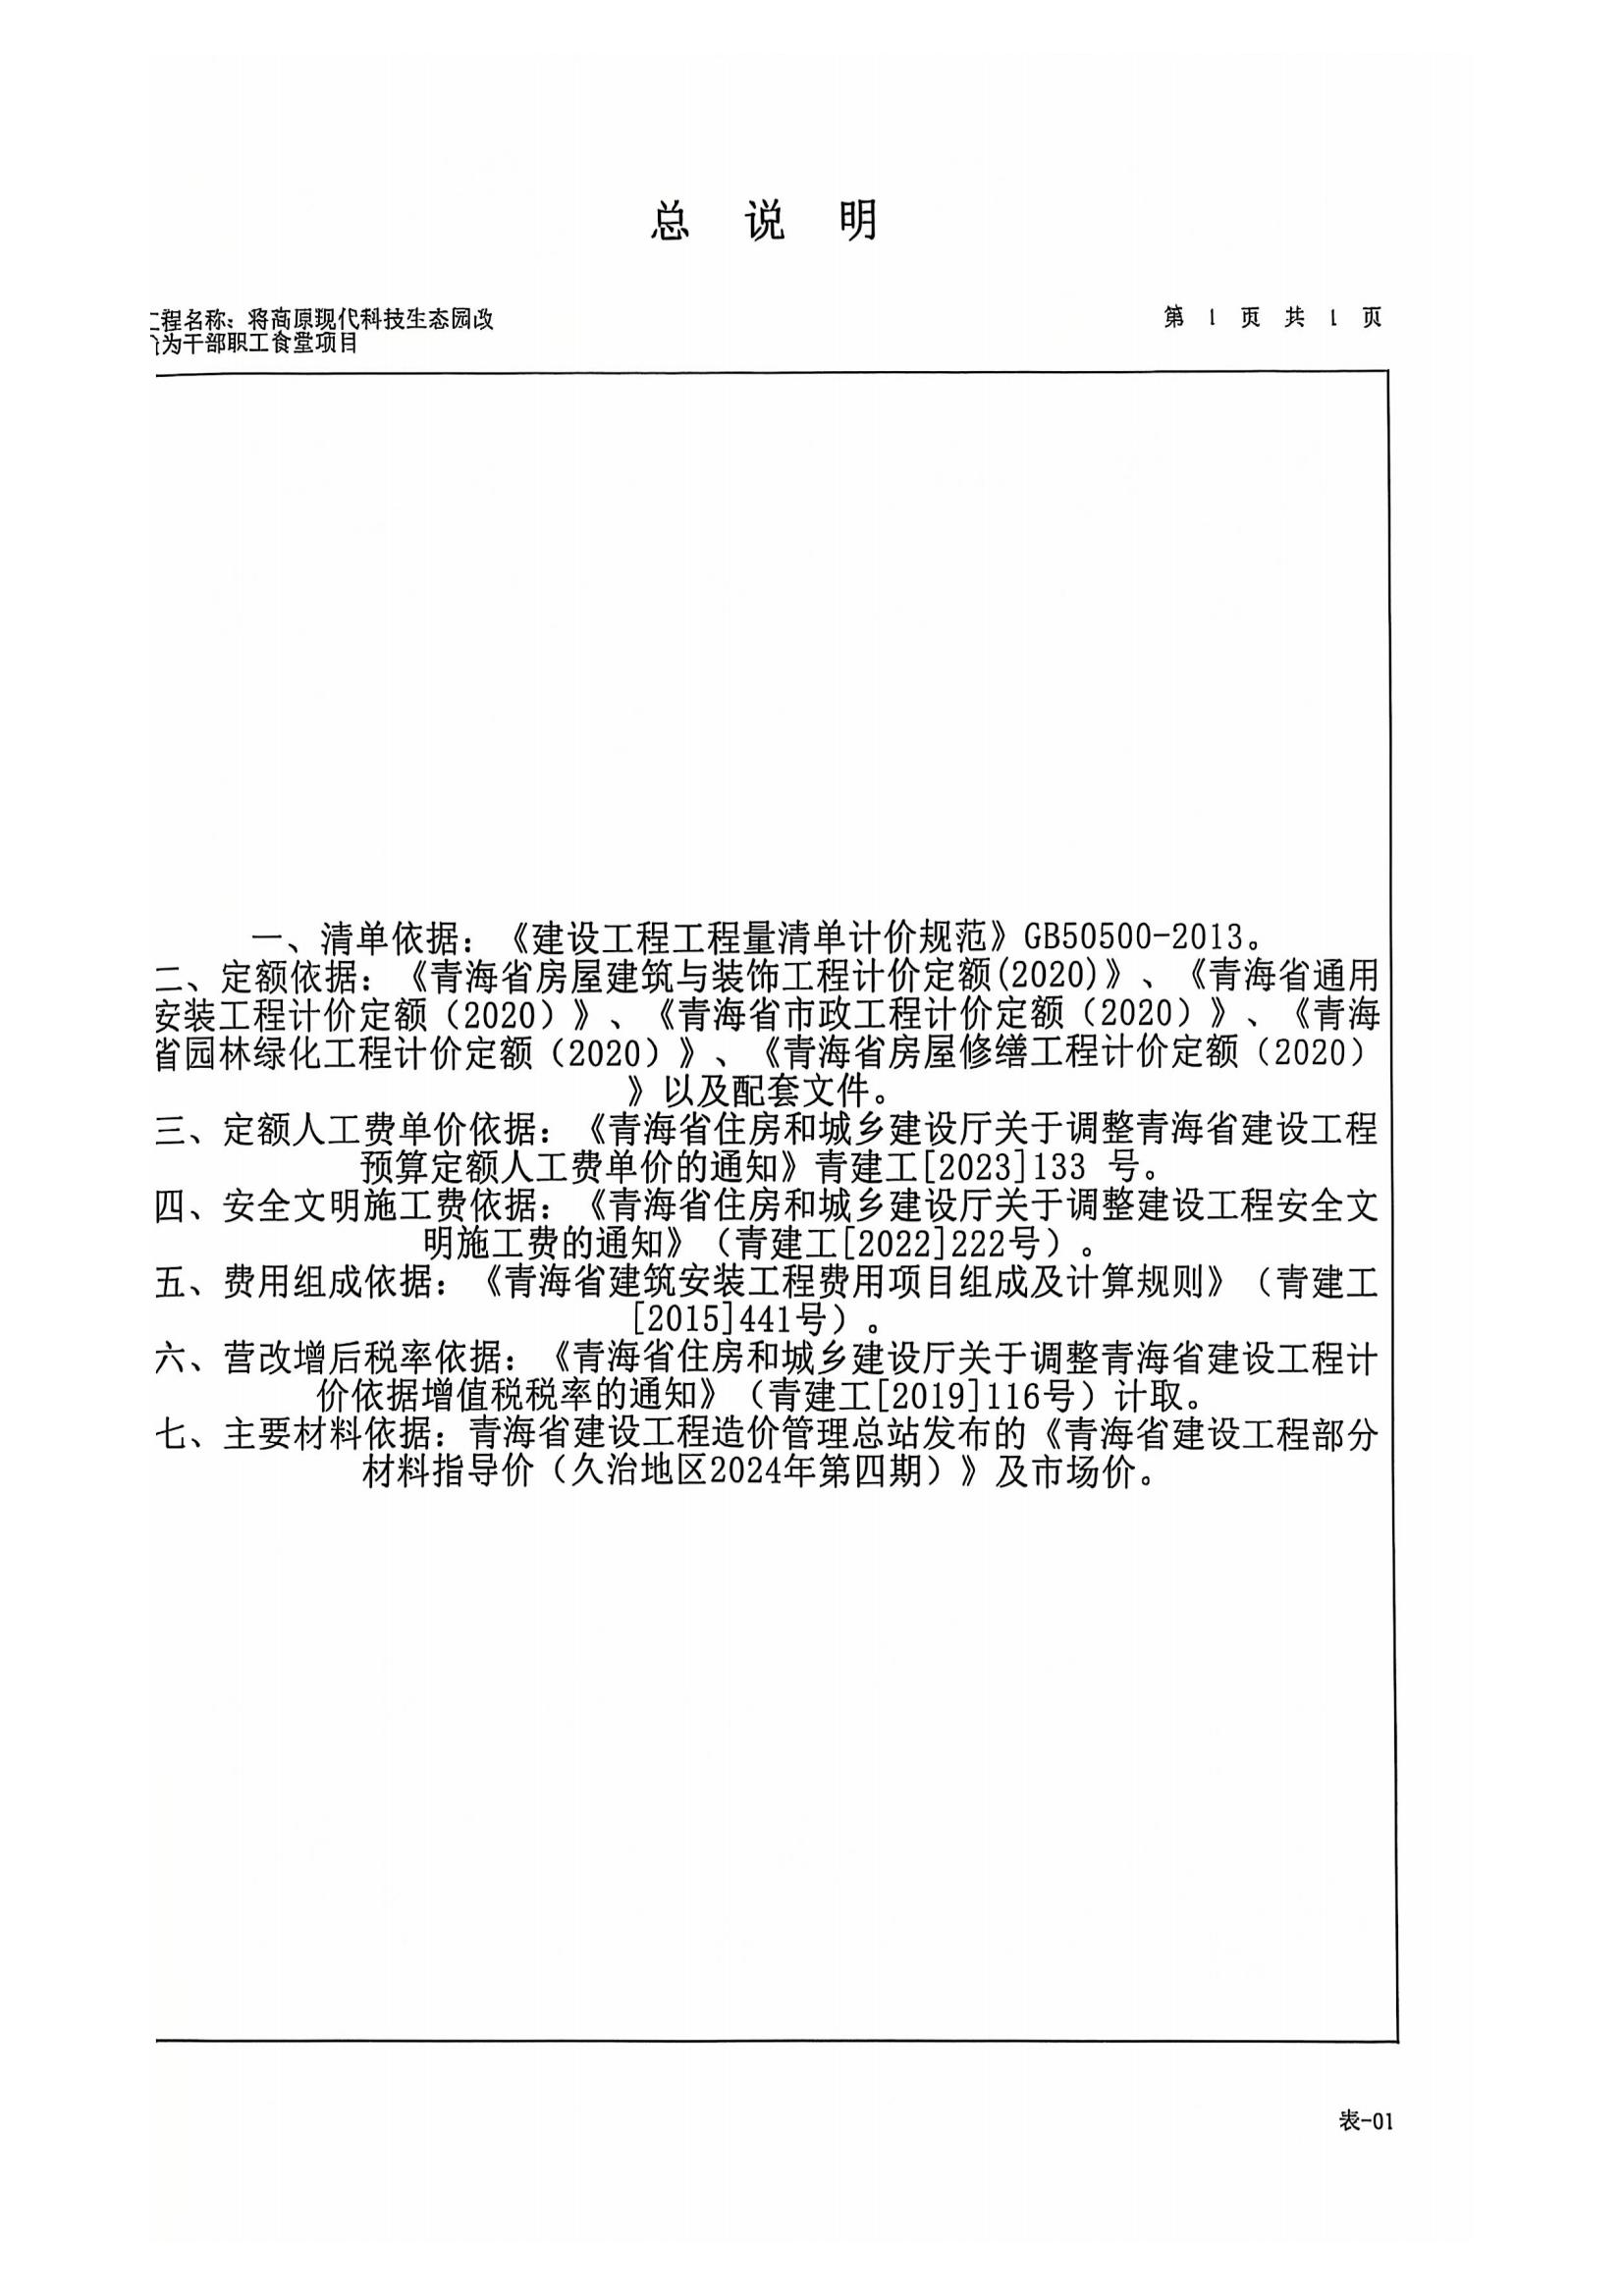 总 说 明
工程名称：将高原现代科技生态园改
为干部职工食堂项目
第 1 页 共 1 页
一、清单依据：《建设工程工程量清单计价规范》GB50500-2013。
二、定额依据：《青海省房屋建筑与装饰工程计价定额(2020)》、《青海省通用
安装工程计价定额（2020）》、《青海省市政工程计价定额（2020）》、《青海
省园林绿化工程计价定额（2020）》、《青海省房屋修缮工程计价定额（2020）
》以及配套文件。
三、定额人工费单价依据：《青海省住房和城乡建设厅关于调整青海省建设工程
预算定额人工费单价的通知》青建工[2023]133 号。
四、安全文明施工费依据：《青海省住房和城乡建设厅关于调整建设工程安全文
明施工费的通知》（青建工[2022]222号）。
五、费用组成依据：《青海省建筑安装工程费用项目组成及计算规则》（青建工
[2015]441号）。
六、营改增后税率依据：《青海省住房和城乡建设厅关于调整青海省建设工程计
价依据增值税税率的通知》（青建工[2019]116号）计取。
七、主要材料依据：青海省建设工程造价管理总站发布的《青海省建设工程部分
材料指导价（久治地区2024年第四期）》及市场价。
表-01